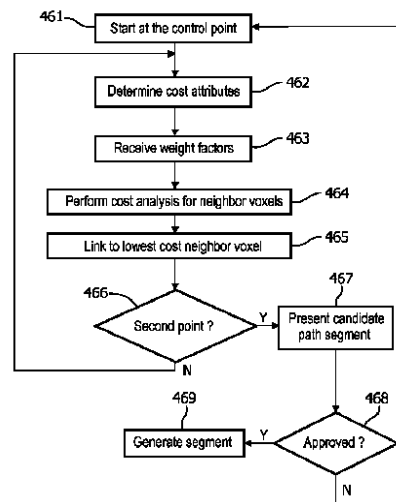 461
Start at the control point
462
Determine cost attributes
463
Receive weight factors
464
Perform cost analysis for neighbor voxels
465
Link to lowest cost neighbor voxel
466
Second point ?
Y
N
467
Present candidate
path segment
468
Approved ?
Y
N
469
Generate segment